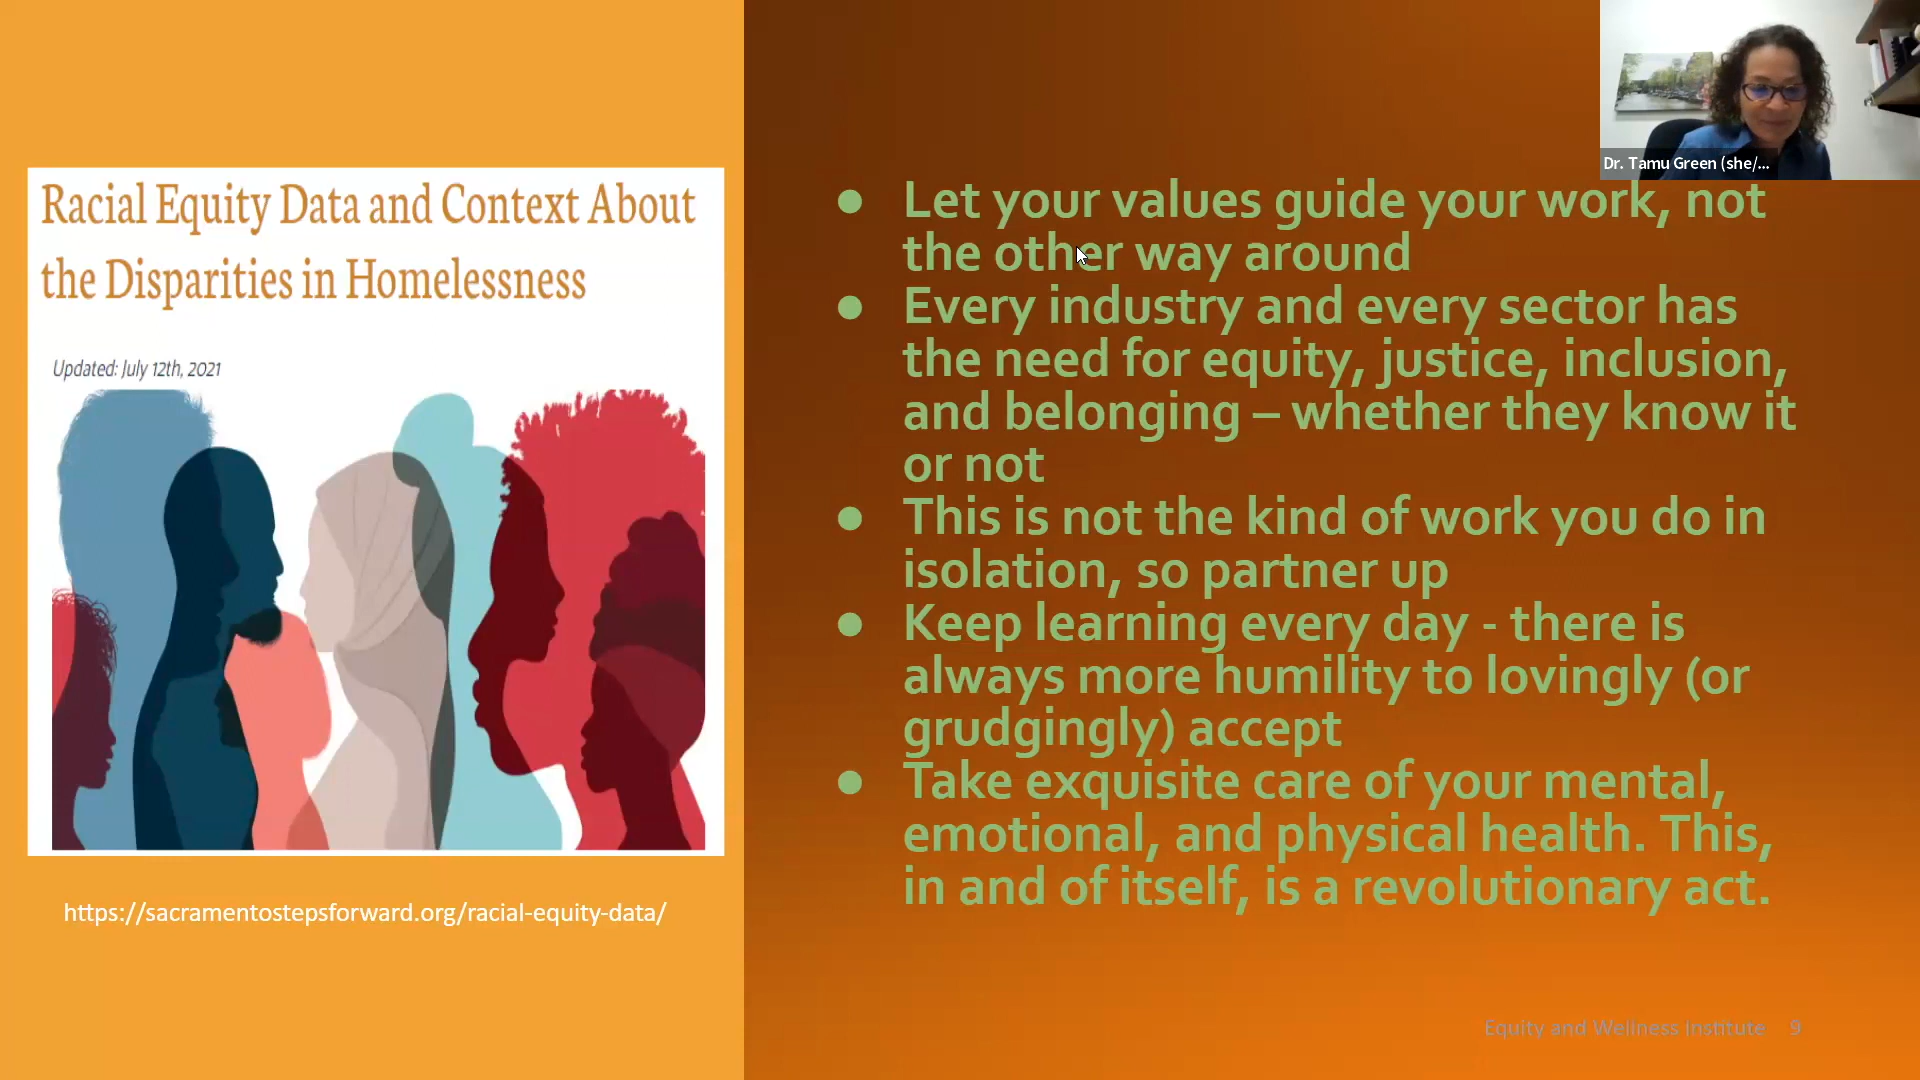 Racial Equity Data and Context About
the Disparities in Homelessness
Updated: July 12th, 2021
https://sacramentostepsforward.org/racial-equity-data/
Dr. Tamu Green (she/...
● Let your values guide your work, not
the other way around
● Every industry and every sector has
the need for equity, justice, inclusion,
and belonging – whether they know it
or not
● This is not the kind of work you do in
isolation, so partner up
● Keep learning every day - there is
always more humility to lovingly (or
grudgingly) accept
● Take exquisite care of your mental,
emotional, and physical health. This,
in and of itself, is a revolutionary act.
Equity and Wellness Institute 9